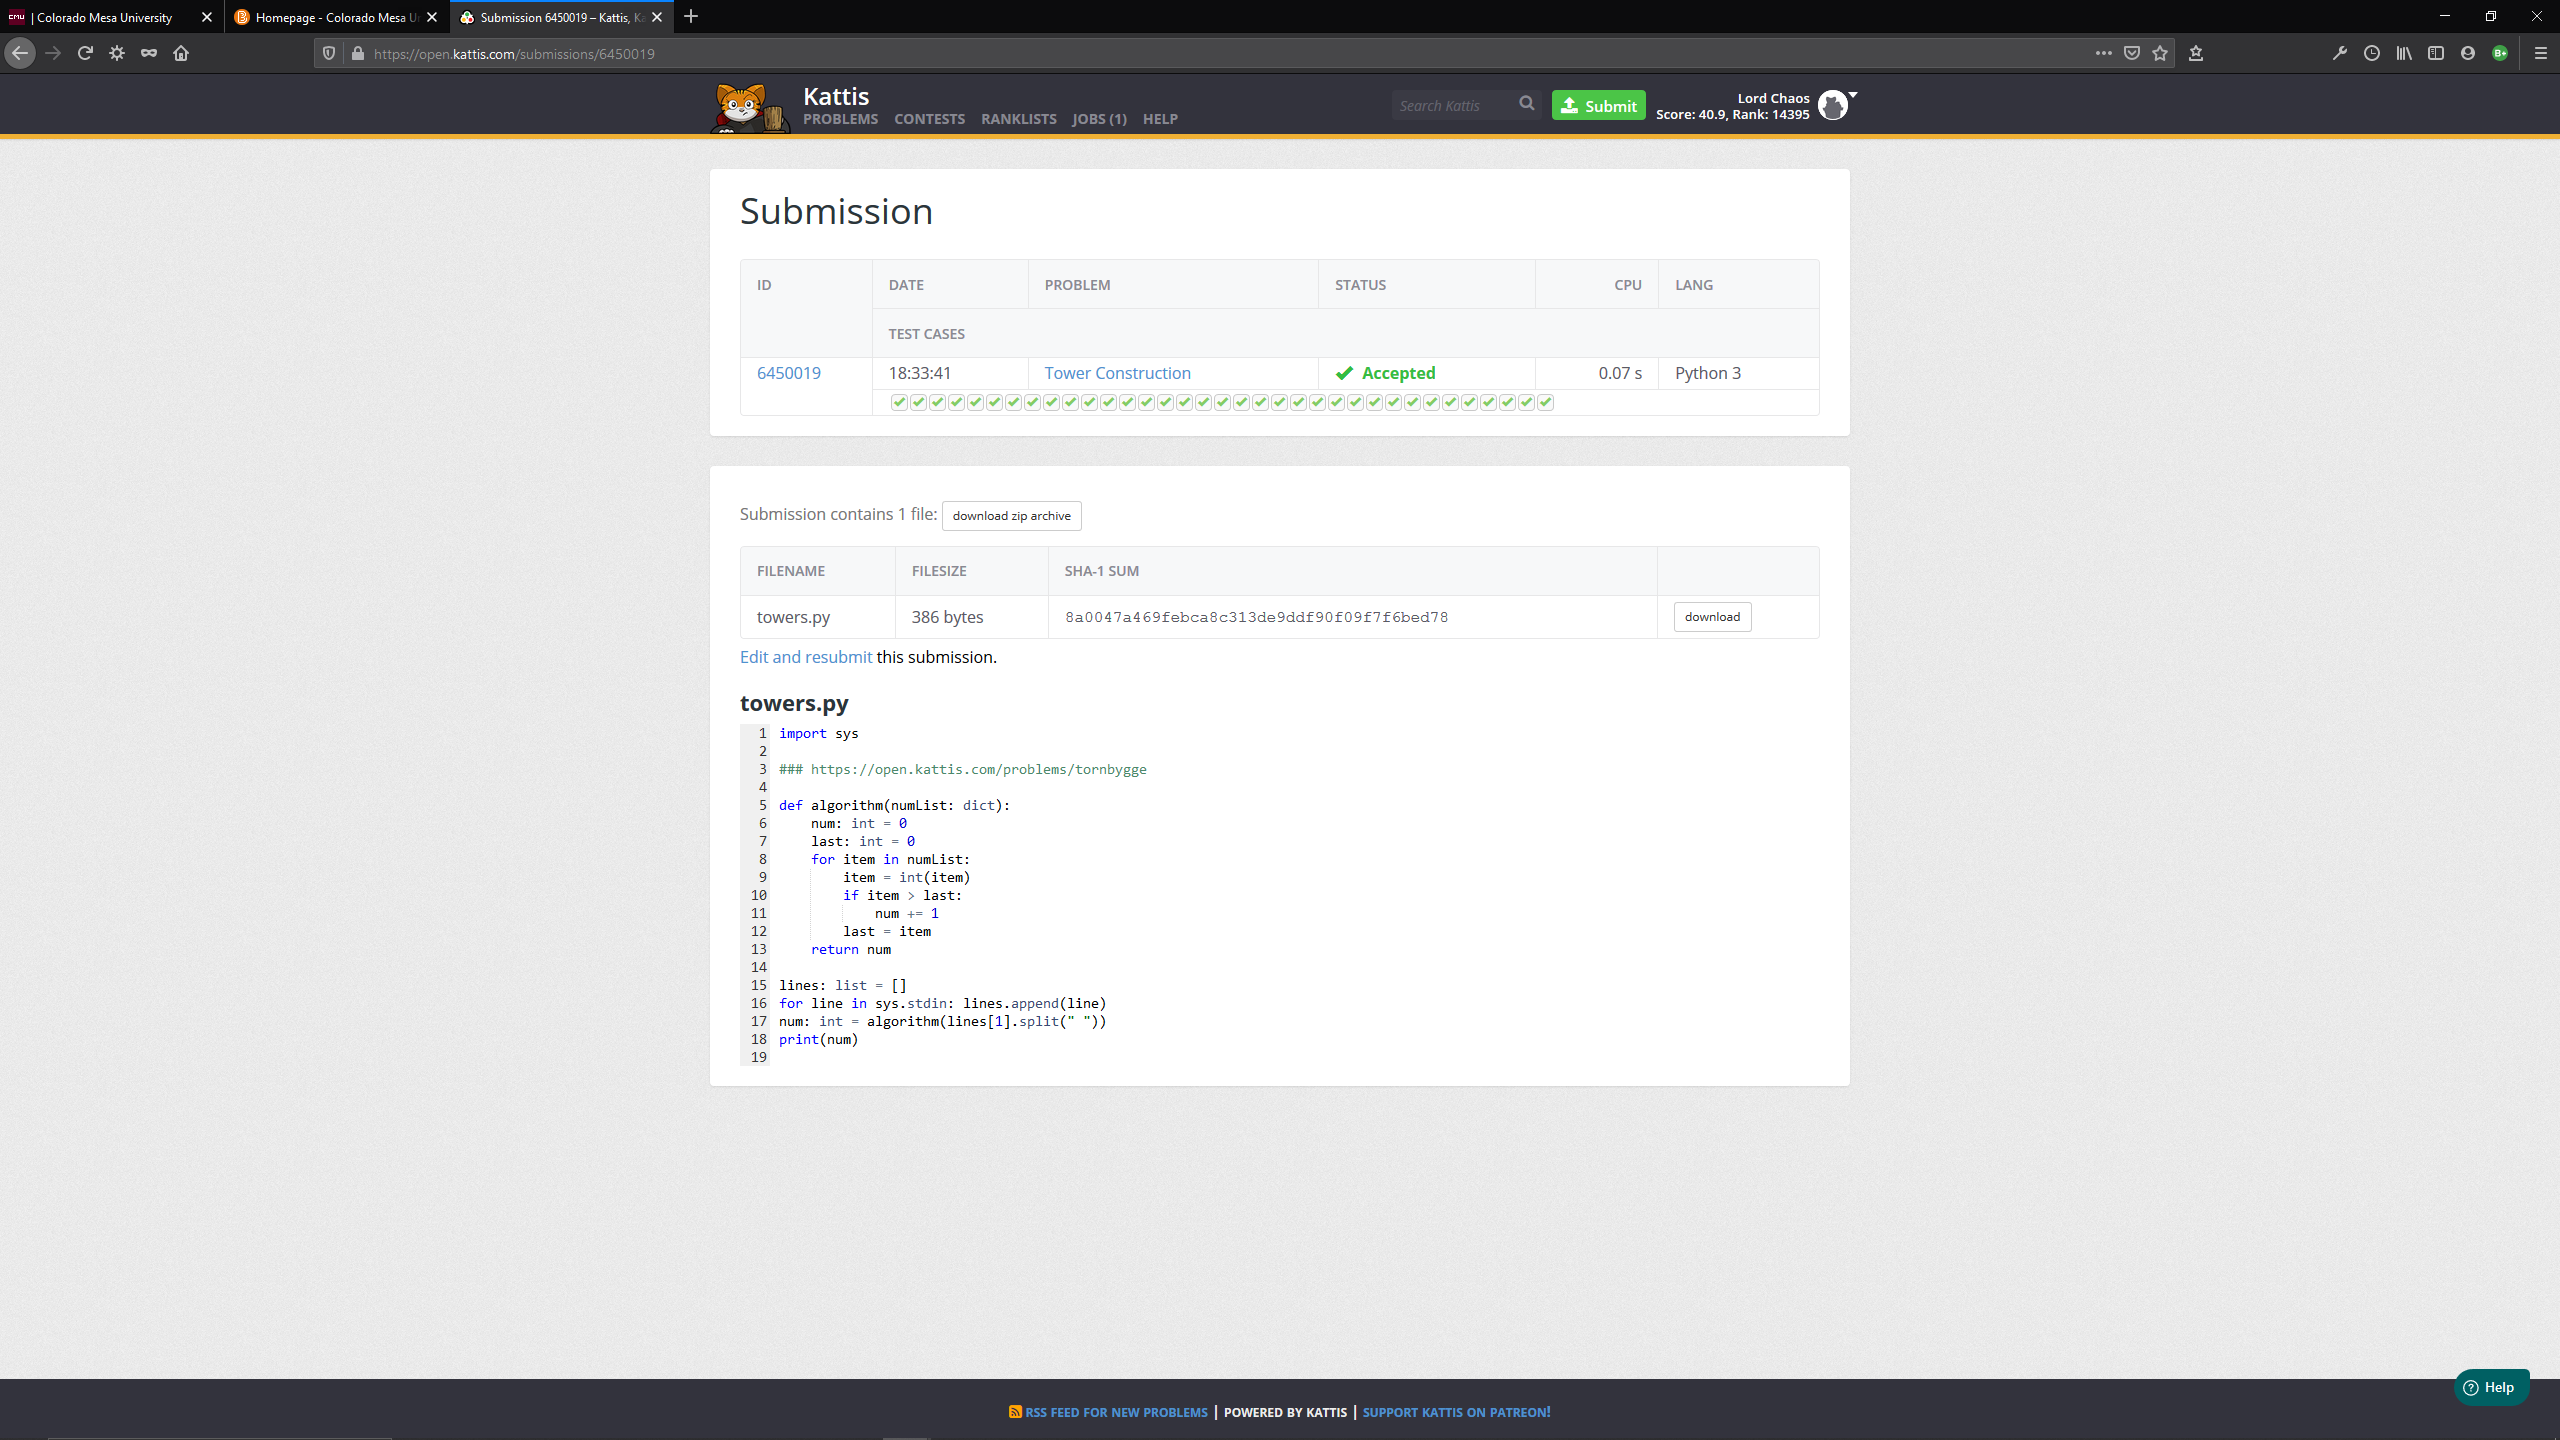 | Colorado Mesa University
Homepage - Colorado Mesa U
Submission 6450019 – Kattis, Ka
https://open.kattis.com/submissions/6450019
Kattis
PROBLEMS CONTESTS RANKLISTS JOBS (1) HELP
Search Kattis
Submit
Lord Chaos
Score: 40.9, Rank: 14395
Submission
ID DATE PROBLEM STATUS CPU LANG
TEST CASES
6450019 18:33:41 Tower Construction Accepted 0.07 s Python 3
Submission contains 1 file: download zip archive
FILENAME FILESIZE SHA-1 SUM
towers.py 386 bytes 8a0047a469febca8c313de9ddf90f09f7f6bed78 download
Edit and resubmit this submission.
towers.py
1 import sys
2
3 ### https://open.kattis.com/problems/tornbygge
4
5 def algorithm(numList: dict):
6 num: int = 0
7 last: int = 0
8 for item in numList:
9 item = int(item)
10 if item > last:
11 num += 1
12 last = item
13 return num
14
15 lines: list = []
16 for line in sys.stdin: lines.append(line)
17 num: int = algorithm(lines[1].split(" "))
18 print(num)
19
Help
RSS FEED FOR NEW PROBLEMS | POWERED BY KATTIS | SUPPORT KATTIS ON PATREON!